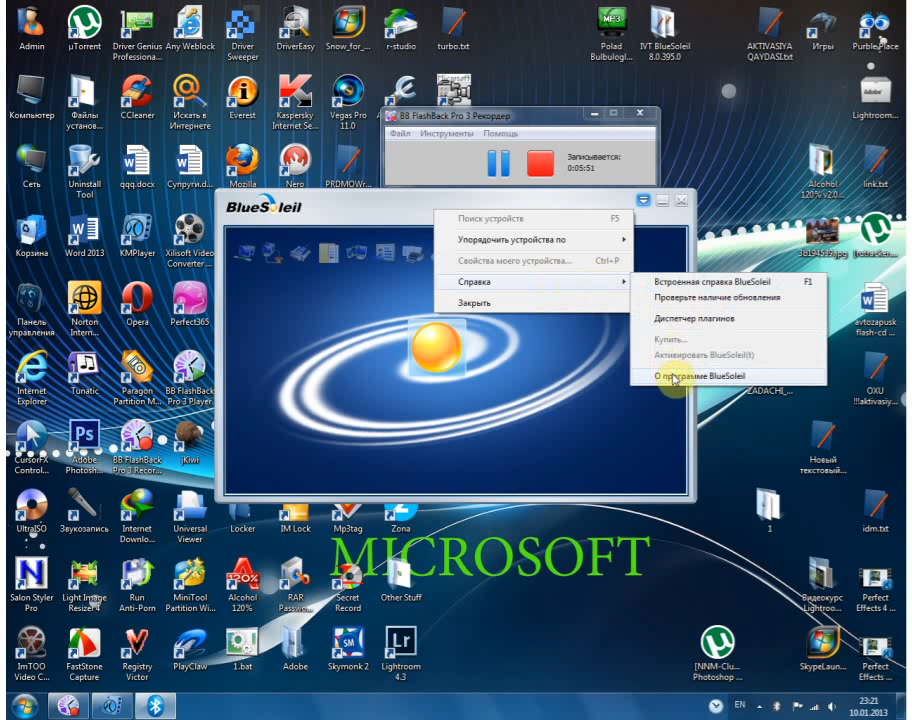 Admin
µTorrent
Driver Genius
Professiona...
Any Weblock
Driver
Sweeper
DriverEasy
Snow_for_...
r-studio
turbo.txt
Polad
Bulbulogl...
IVT BlueSoleil
8.0.395.0
AKTIVASIYA
QAYDASI.txt
Игры
Purble Place
Компьютер
Файлы
установ...
CCleaner
Искать в
Интернете
Everest
Kaspersky
Internet Se...
Vegas Pro
11.0
Lightroom...
BB FlashBack Pro 3 Рекордер
Файл Инструменты Помощь
Записывается:
0:05:51
Сеть
Uninstall
Tool
qqq.docx
Супруги.d...
Mozilla
Nero
PRDMOWr...
Alcohol
120% v2.0...
link.txt
BlueSoleil
Поиск устройств F5
Упорядочить устройства по
Свойства моего устройства... Ctrl+P
Справка
Закрыть
Встроенная справка BlueSoleil F1
Проверьте наличие обновления
Диспетчер плагинов
Купить...
Активировать BlueSoleil(t)
О программе BlueSoleil
Корзина
Word 2013
KMPlayer
Xilisoft Video
Converter ...
36194539.jpg
[rutracker...
Панель
управления
Norton
Intern...
Opera
Perfect365
avtozapusk
flash-cd ...
Internet
Explorer
Tunatic
Paragon
Partition M...
BB FlashBack
Pro 3 Player
ZADACHI_...
OXU
!!!aktivasiy...
CursorFX
Control...
Adobe
Photosh...
BB FlashBack
Pro 3 Recor...
jKiwi
Новый
текстовый...
UltraISO
Звукозапись
Internet
Downlo...
Universal
Viewer
Locker
IM Lock
Mp3tag
Zona
1
idm.txt
MICROSOFT
Salon Styler
Pro
Light Image
Resizer 4
Run
Anti-Porn
MiniTool
Partition Wi...
Alcohol
120%
RAR
Passwo...
Secret
Record
Other Stuff
Видеокурс
Lightroo...
Perfect
Effects 4 ...
ImTOO
Video C...
FastStone
Capture
Registry
Victor
PlayClaw
1.bat
Adobe
Skymonk 2
Lightroom
4.3
[NNM-Clu...
Photoshop ...
SkypeLaun...
Perfect
Effects ...
EN
23:21
10.01.2013